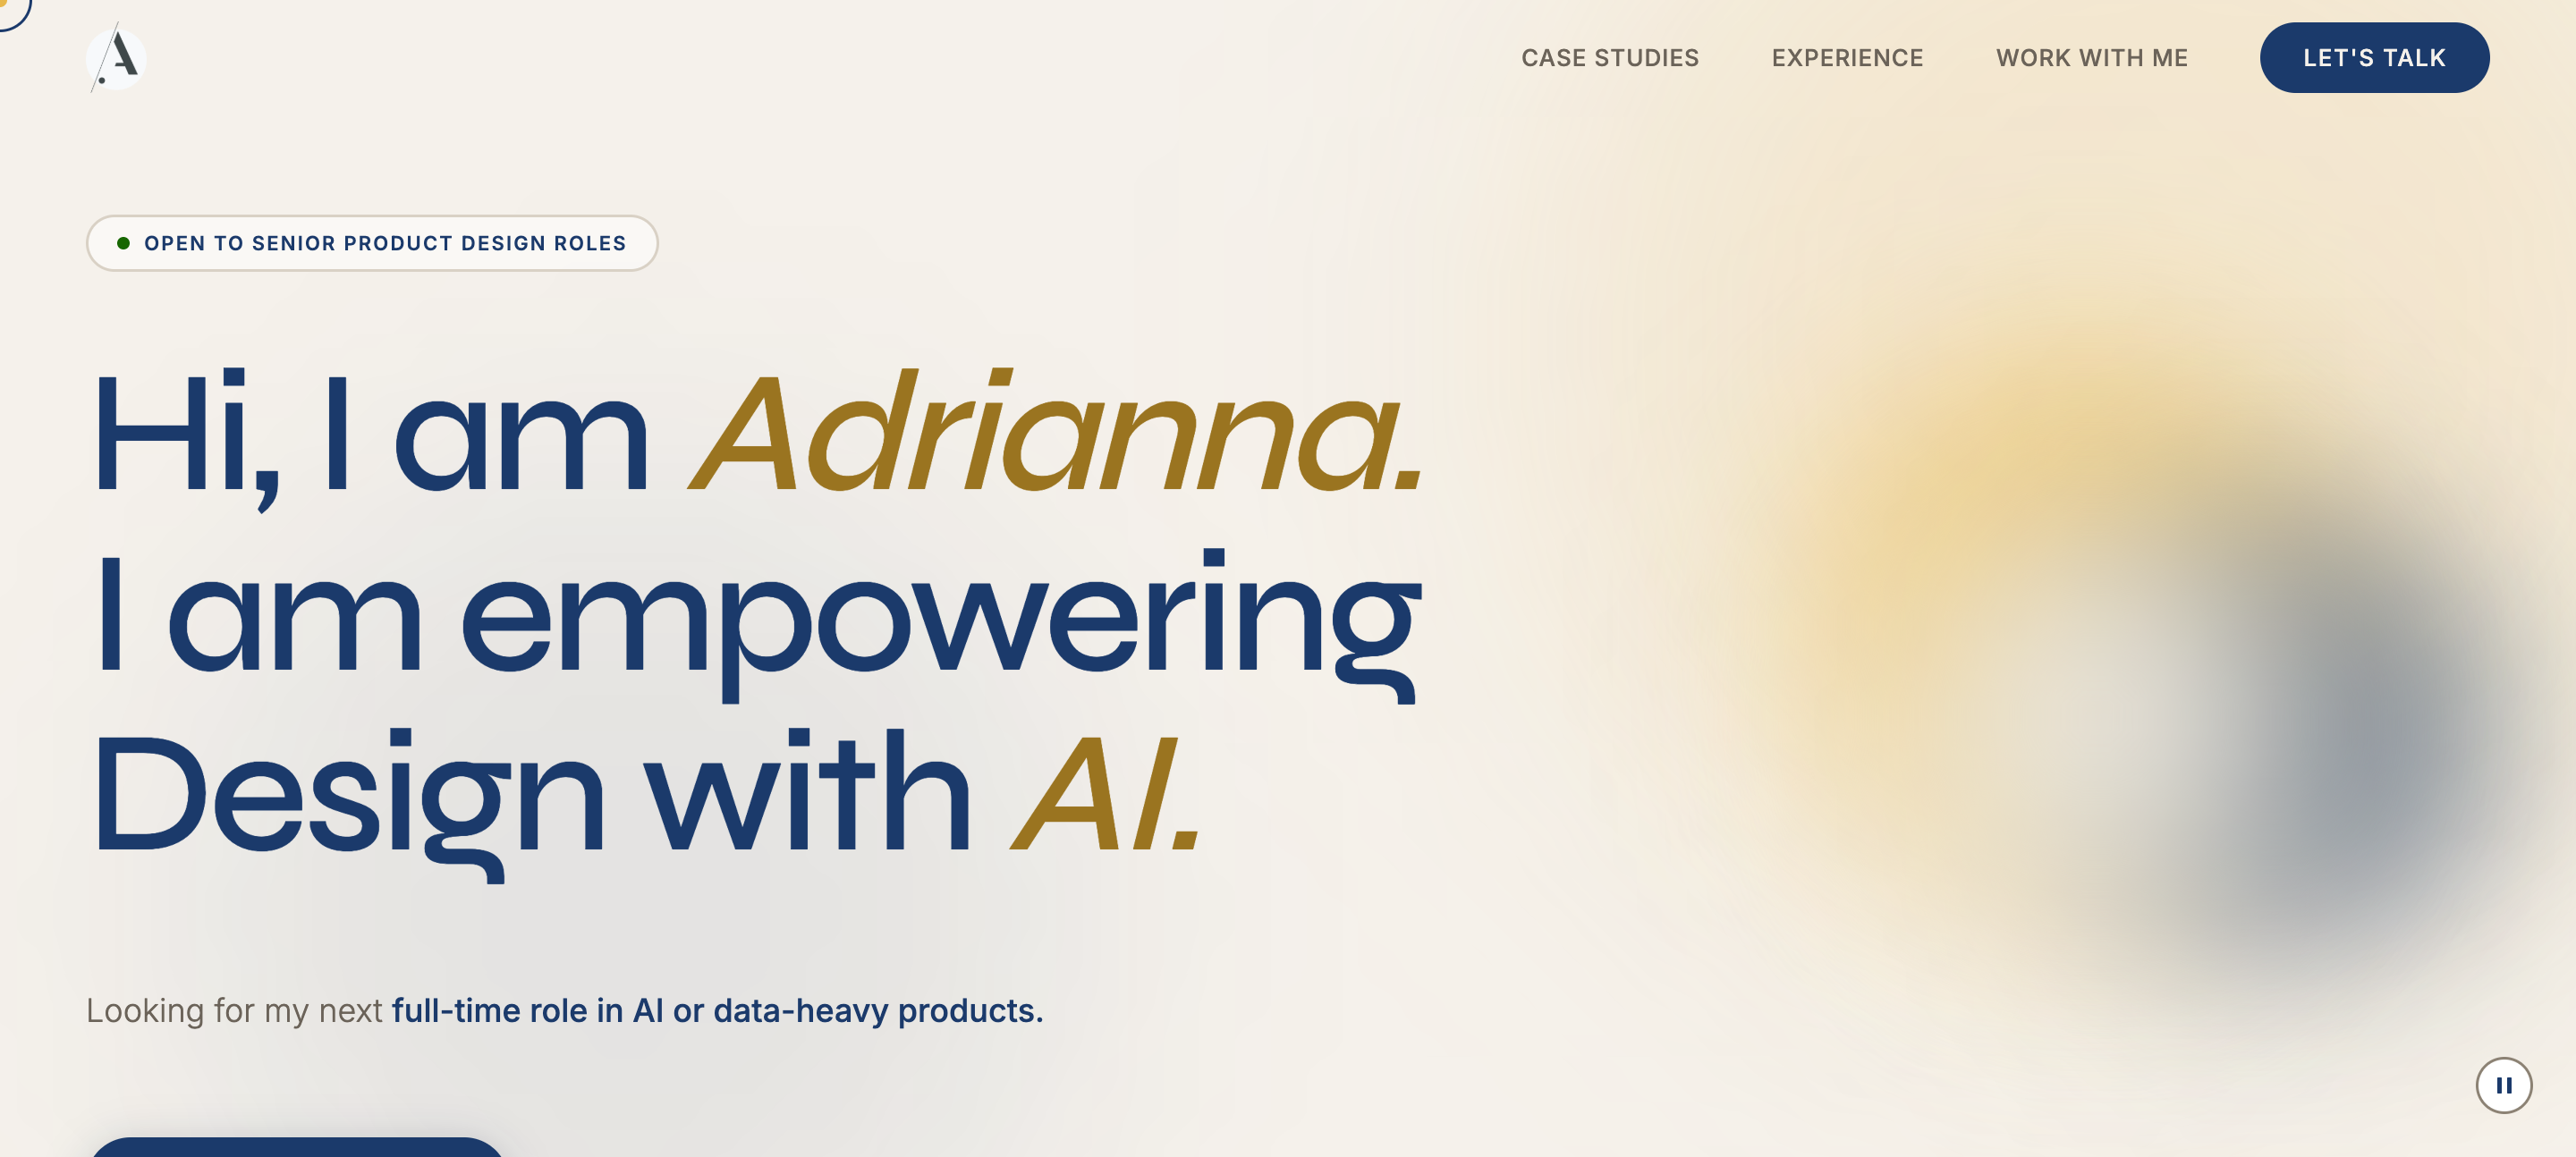 A
CASE STUDIES
EXPERIENCE
WORK WITH ME
LET'S TALK
OPEN TO SENIOR PRODUCT DESIGN ROLES
Hi, I am Adrianna.
I am empowering
Design with AI.
Looking for my next full-time role in AI or data-heavy products.